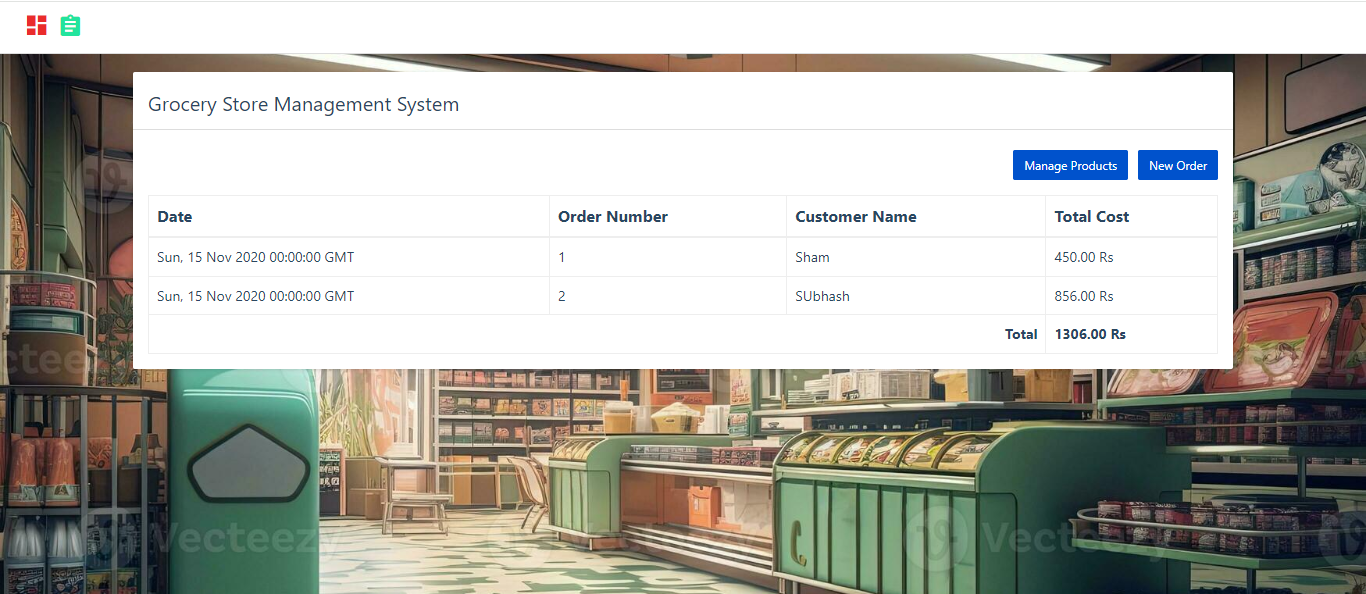 Grocery Store Management System
Manage Products New Order
Date Order Number Customer Name Total Cost
Sun, 15 Nov 2020 00:00:00 GMT 1 Sham 450.00 Rs
Sun, 15 Nov 2020 00:00:00 GMT 2 SUbhash 856.00 Rs
Total 1306.00 Rs
Vecteezy Vecteezy